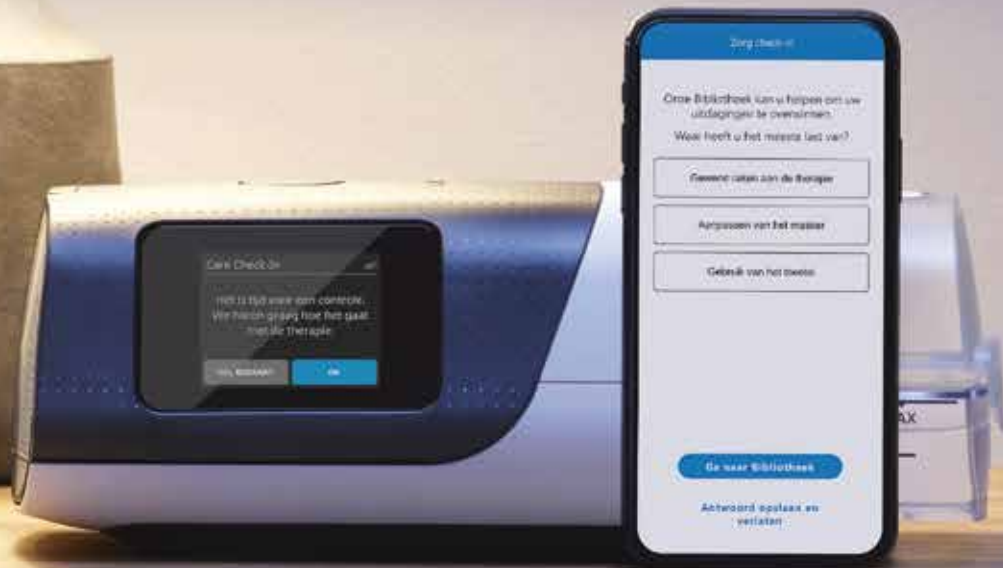 Care Check-In
Het is tijd voor een controle.
We horen graag hoe het gaat
met de therapie.
OK
Zorg check-in
Onze Bibliotheek kan u helpen om uw
uitdagingen te overwinnen.
Waar heeft u het meeste last van?
Gewend raken aan de therapie
Aanpassen van het masker
Gebruik van het toestel
Ga naar Bibliotheek
Antwoord opslaan en
verlaten
AX